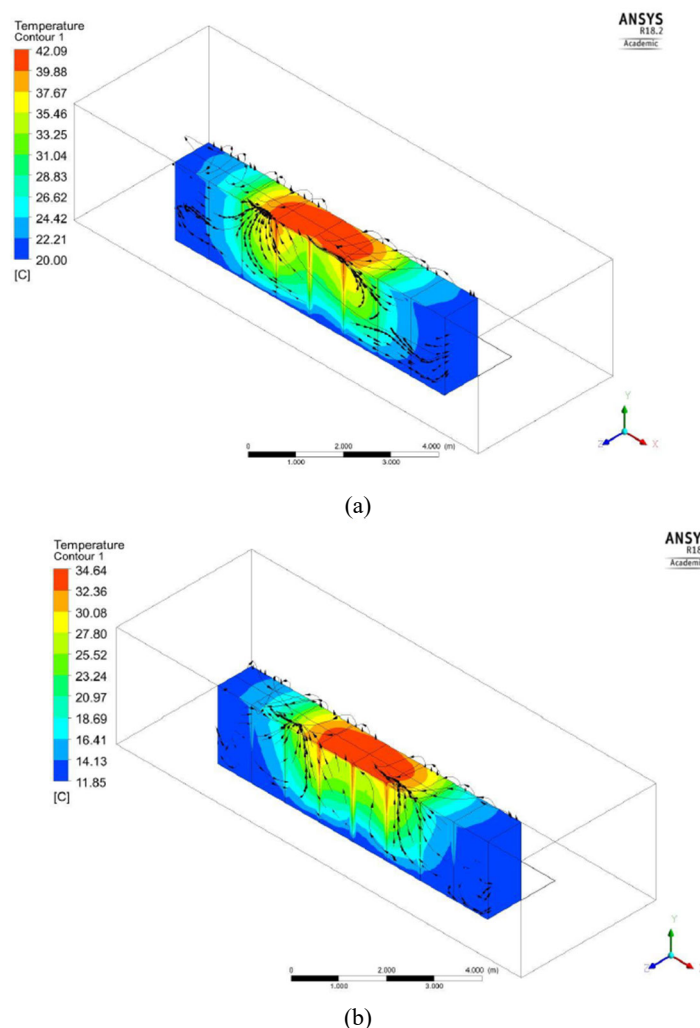 Temperature
Contour 1
42.09
39.88
37.67
35.46
33.25
31.04
28.83
26.62
24.42
22.21
20.00
[C]
ANSYS
R18.2
Academic
Y
Z
X
0 2.000 4.000 (m)
1.000 3.000
(a)
Temperature
Contour 1
34.64
32.36
30.08
27.80
25.52
23.24
20.97
18.69
16.41
14.13
11.85
[C]
ANSY
R18
Academi
Y
Z
0 2.000 4.000 (m)
1.000 3.000
(b)